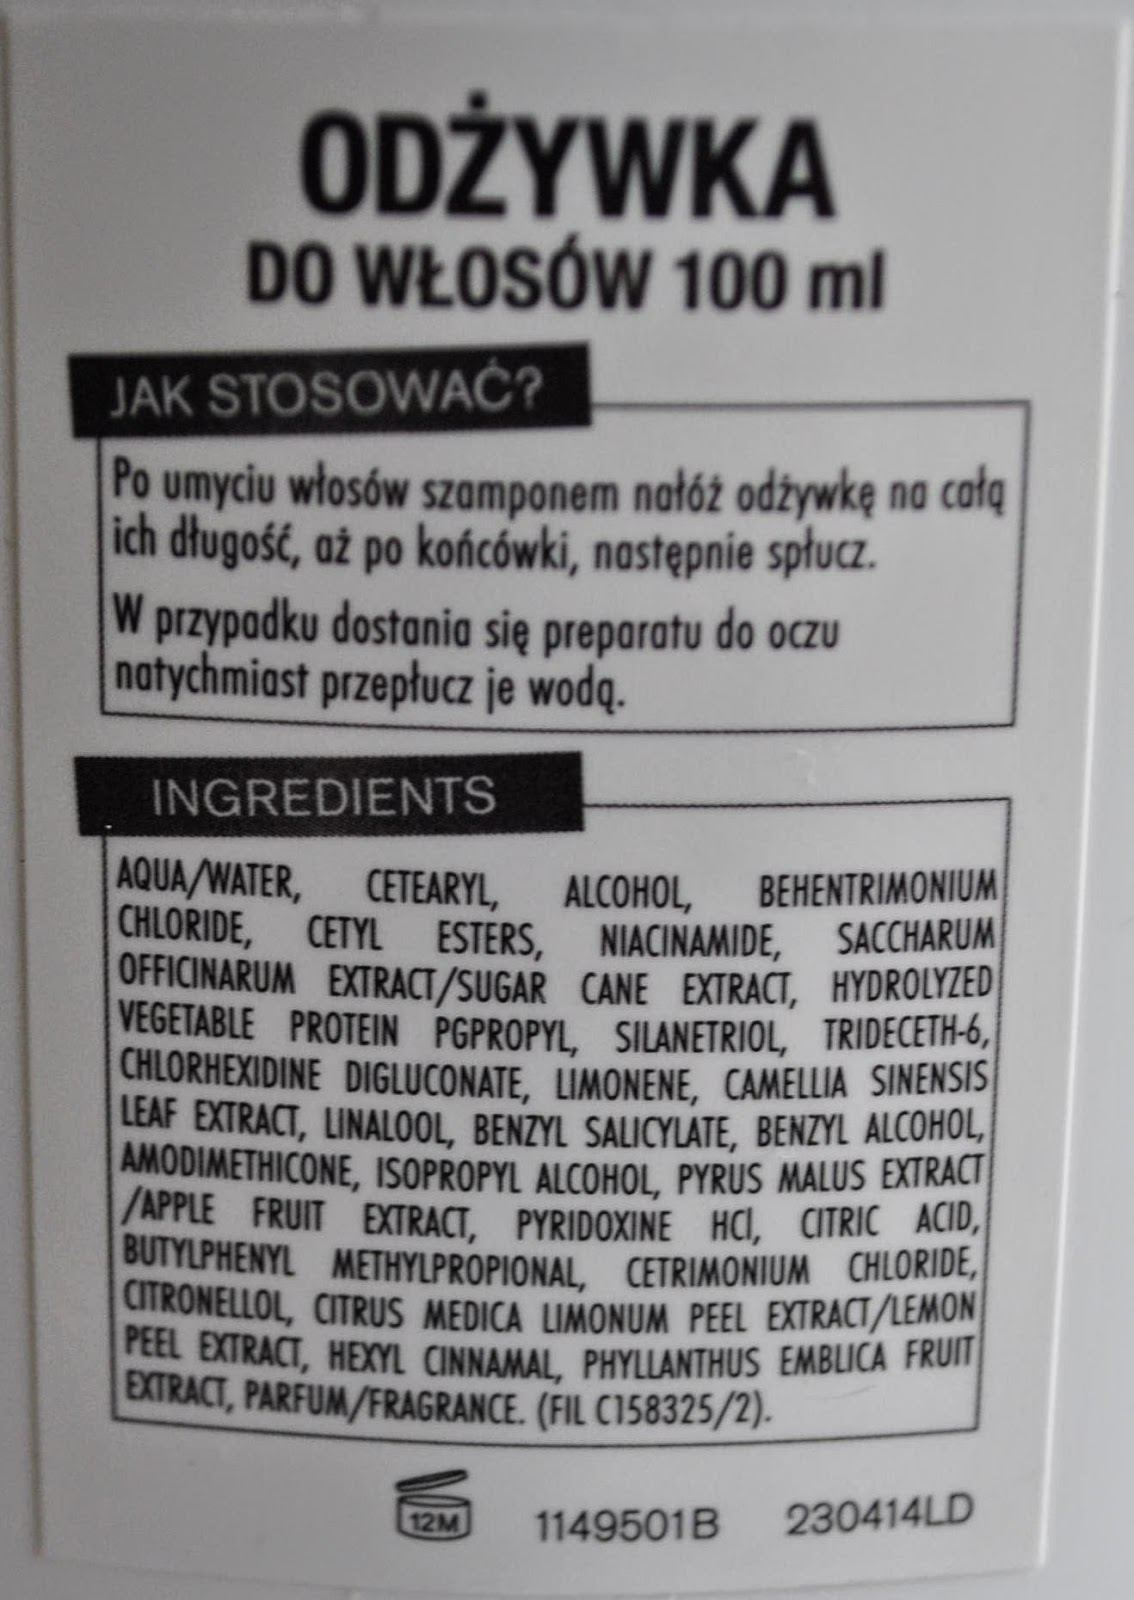 ODŻYWKA
DO WŁOSÓW 100 ml
JAK STOSOWAĆ?
Po umyciu włosów szamponem nałóż odżywkę na całą
ich długość, aż po końcówki, następnie spłucz.
W przypadku dostania się preparatu do oczu
natychmiast przepłucz je wodą.
INGREDIENTS
AQUA/WATER, CETEARYL, ALCOHOL, BEHENTRIMONIUM
CHLORIDE, CETYL ESTERS, NIACINAMIDE, SACCHARUM
OFFICINARUM EXTRACT/SUGAR CANE EXTRACT, HYDROLYZED
VEGETABLE PROTEIN PGPROPYL, SILANETRIOL, TRIDECETH-6,
CHLORHEXIDINE DIGLUCONATE, LIMONENE, CAMELLIA SINENSIS
LEAF EXTRACT, LINALOOL, BENZYL SALICYLATE, BENZYL ALCOHOL,
AMODIMETHICONE, ISOPROPYL ALCOHOL, PYRUS MALUS EXTRACT
/APPLE FRUIT EXTRACT, PYRIDOXINE HCl, CITRIC ACID,
BUTYLPHENYL METHYLPROPIONAL, CETRIMONIUM CHLORIDE,
CITRONELLOL, CITRUS MEDICA LIMONUM PEEL EXTRACT/LEMON
PEEL EXTRACT, HEXYL CINNAMAL, PHYLLANTHUS EMBLICA FRUIT
EXTRACT, PARFUM/FRAGRANCE. (FIL C158325/2).
12M 1149501B 230414LD